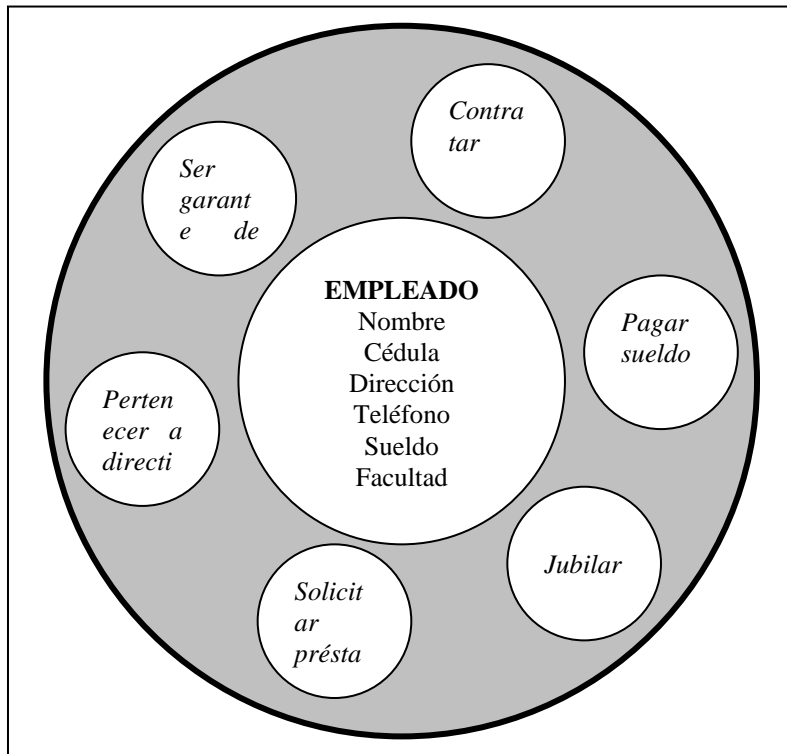 Contra
tar
Ser
garant
e de
EMPLEADO
Nombre
Cédula
Dirección
Teléfono
Sueldo
Facultad
Pagar
sueldo
Perten
ecer a
directi
Jubilar
Solicit
ar
présta